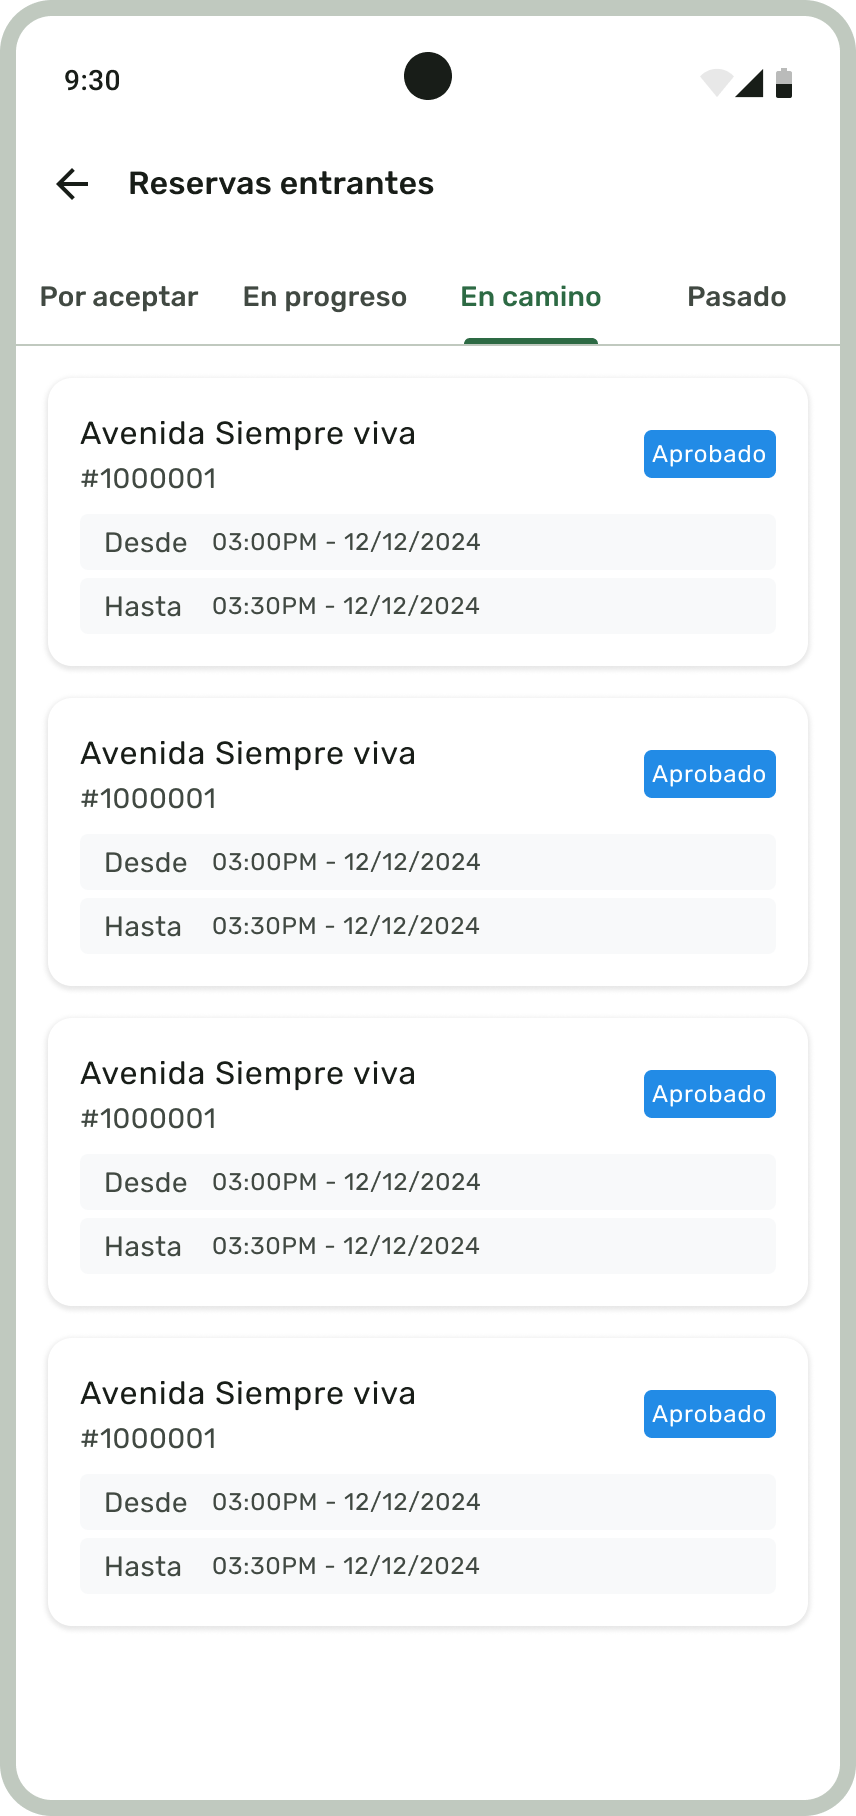 9:30
Reservas entrantes
Por aceptar En progreso En camino Pasado
Avenida Siempre viva
Aprobado
#1000001
Desde 03:00PM - 12/12/2024
Hasta 03:30PM - 12/12/2024
Avenida Siempre viva
Aprobado
#1000001
Desde 03:00PM - 12/12/2024
Hasta 03:30PM - 12/12/2024
Avenida Siempre viva
Aprobado
#1000001
Desde 03:00PM - 12/12/2024
Hasta 03:30PM - 12/12/2024
Avenida Siempre viva
Aprobado
#1000001
Desde 03:00PM - 12/12/2024
Hasta 03:30PM - 12/12/2024